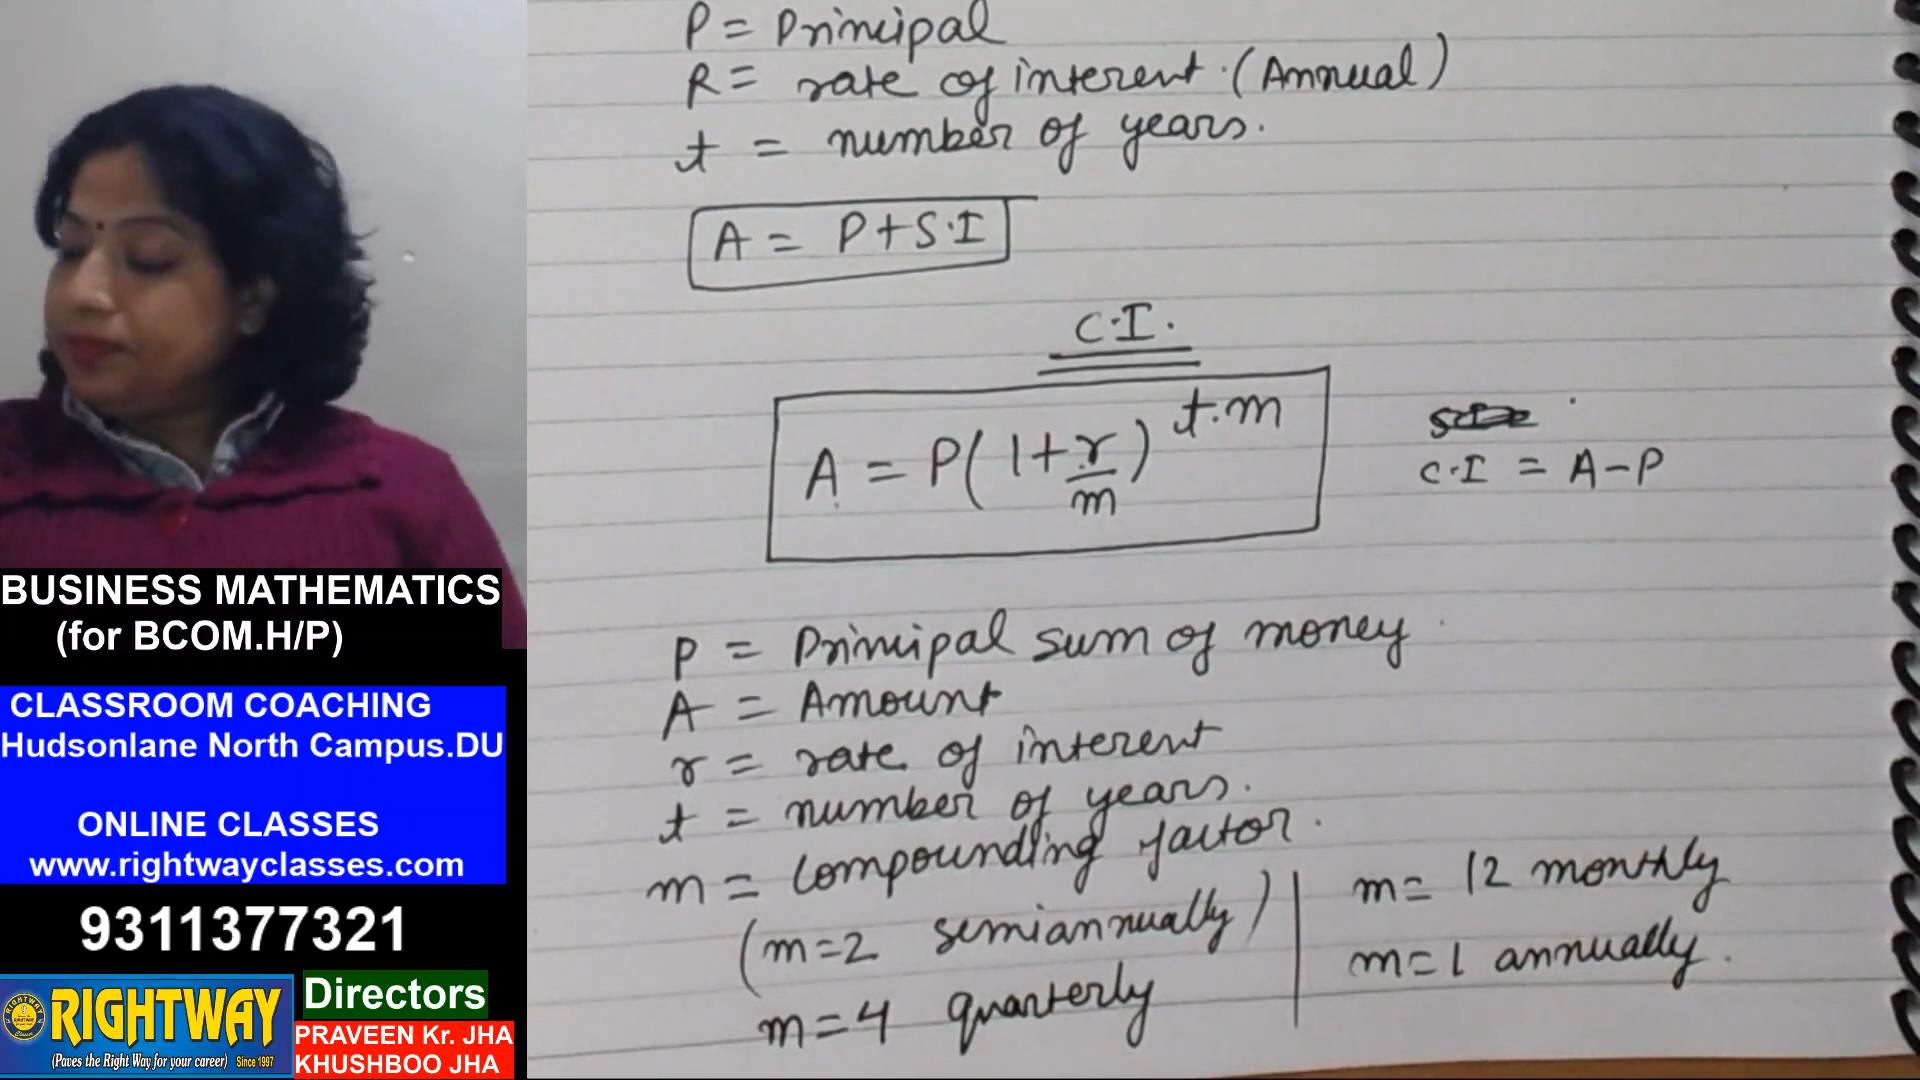 P = Principal
R = rate of interest (Annual)
t = number of years.
A = P+S.I
C.I.
A = P(1+r/m)^t.m
C.I = A-P
P = Principal sum of money
A = Amount
r = rate of interest
t = number of years.
m = Compounding factor.
(m=2 semiannually)
m=4 quarterly
m= 12 monthly
m=1 annually.
BUSINESS MATHEMATICS
(for BCOM.H/P)
CLASSROOM COACHING
Hudsonlane North Campus.DU
ONLINE CLASSES
www.rightwayclasses.com
9311377321
RIGHTWAY
(Paves the Right Way for your career) Since 1997
Directors
PRAVEEN Kr. JHA
KHUSHBOO JHA